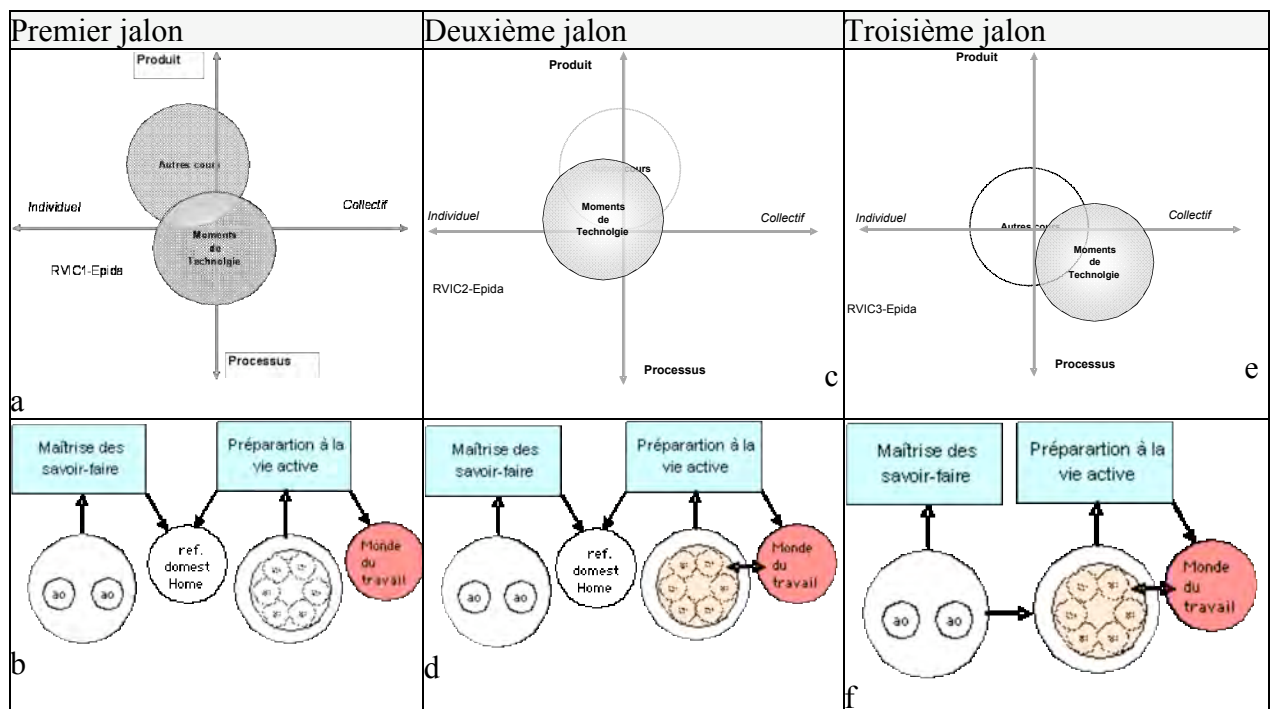 Premier jalon
Deuxième jalon
Troisième jalon
Produit
Autres cours
Individuel
Collectif
Moments
de
Technolgie
RVIC1-Epida
Processus
a
Produit
cours
Moments
de
Technolgie
Individuel
Collectif
RVIC2-Epida
Processus
c
Produit
Autres cours
Individuel
Collectif
Moments
de
Technolgie
RVIC3-Epida
Processus
e
Maîtrise des
savoir-faire
Préparartion à la
vie active
ref.
domest
Home
Monde
du
travail
ao
ao
b
Maîtrise des
savoir-faire
Préparartion à la
vie active
ref.
domest
Home
Monde
du
travail
ao
ao
d
Maîtrise des
savoir-faire
Préparartion à la
vie active
Monde
du
travail
ao
ao
f